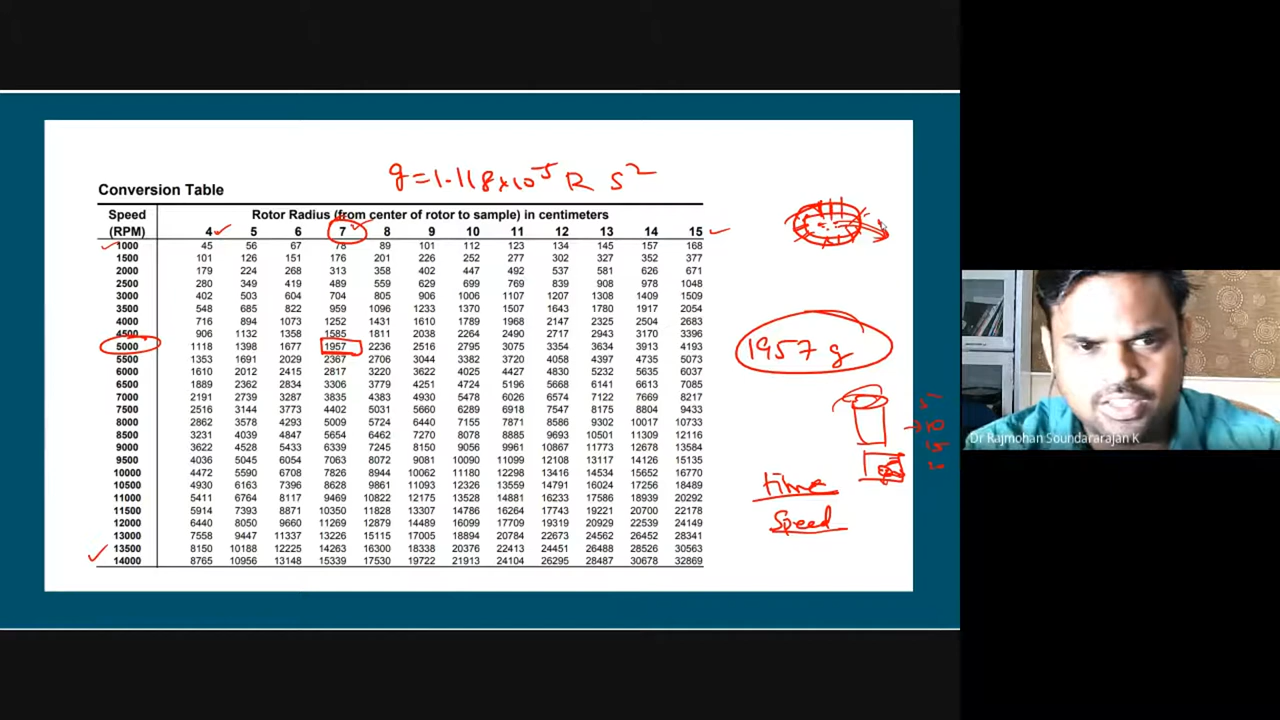 g = 1.118 × 10⁻⁵ R S²
Conversion Table
Speed Rotor Radius (from center of rotor to sample) in centimeters
(RPM) 4 5 6 7 8 9 10 11 12 13 14 15
1000 45 56 67 78 89 101 112 123 134 145 157 168
1500 101 126 151 176 201 226 252 277 302 327 352 377
2000 179 224 268 313 358 402 447 492 537 581 626 671
2500 280 349 419 489 559 629 699 769 839 908 978 1048
3000 402 503 604 704 805 906 1006 1107 1207 1308 1409 1509
3500 548 685 822 959 1096 1233 1370 1507 1643 1780 1917 2054
4000 716 894 1073 1252 1431 1610 1789 1968 2147 2325 2504 2683
4500 906 1132 1358 1585 1811 2038 2264 2490 2717 2943 3170 3396
5000 1118 1398 1677 1957 2236 2516 2795 3075 3354 3634 3913 4193
5500 1353 1691 2029 2367 2706 3044 3382 3720 4058 4397 4735 5073
6000 1610 2012 2415 2817 3220 3622 4025 4427 4830 5232 5635 6037
6500 1889 2362 2834 3306 3779 4251 4724 5196 5668 6141 6613 7085
7000 2191 2739 3287 3835 4383 4930 5478 6026 6574 7122 7669 8217
7500 2516 3144 3773 4402 5031 5660 6289 6918 7547 8175 8804 9433
8000 2862 3578 4293 5009 5724 6440 7155 7871 8586 9302 10017 10733
8500 3231 4039 4847 5654 6462 7270 8078 8885 9693 10501 11309 12116
9000 3622 4528 5433 6339 7245 8150 9056 9961 10867 11773 12678 13584
9500 4036 5045 6054 7063 8072 9081 10090 11099 12108 13117 14126 15135
10000 4472 5590 6708 7826 8944 10062 11180 12298 13416 14534 15652 16770
10500 4930 6163 7396 8628 9861 11093 12326 13559 14791 16024 17256 18489
11000 5411 6764 8117 9469 10822 12175 13528 14881 16233 17586 18939 20292
11500 5914 7393 8871 10350 11828 13307 14786 16264 17743 19221 20700 22178
12000 6440 8050 9660 11269 12879 14489 16099 17709 19319 20929 22539 24149
13000 7558 9447 11337 13226 15115 17005 18894 20784 22673 24562 26452 28341
13500 8150 10188 12225 14263 16300 18338 20376 22413 24451 26488 28526 30563
14000 8765 10956 13148 15339 17530 19722 21913 24104 26295 28487 30678 32869
1957 g
10
time
Speed
Dr Rajmohan Soundararajan K